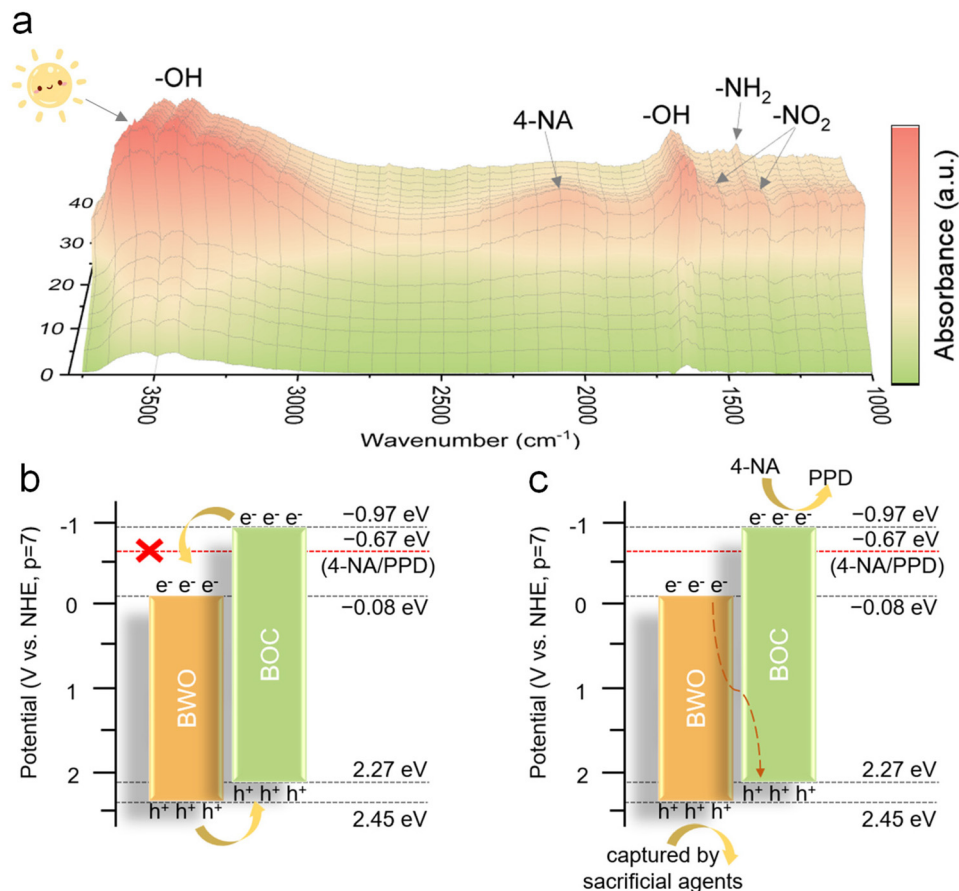 a
-OH
4-NA
-OH
-NH2
-NO2
Absorbance (a.u.)
40
30
20
10
0
3500
3000
2500
2000
1500
1000
Wavenumber (cm-1)
b
Potential (V vs. NHE, p=7)
-1
0
1
2
e- e- e-
−0.97 eV
−0.67 eV
(4-NA/PPD)
e- e- e-
−0.08 eV
BWO
BOC
2.27 eV
h+ h+ h+
h+ h+ h+
2.45 eV
c
4-NA
PPD
Potential (V vs. NHE, p=7)
-1
0
1
2
e- e- e-
−0.97 eV
−0.67 eV
(4-NA/PPD)
e- e- e-
−0.08 eV
BWO
BOC
2.27 eV
h+ h+ h+
h+ h+ h+
2.45 eV
captured by
sacrificial agents